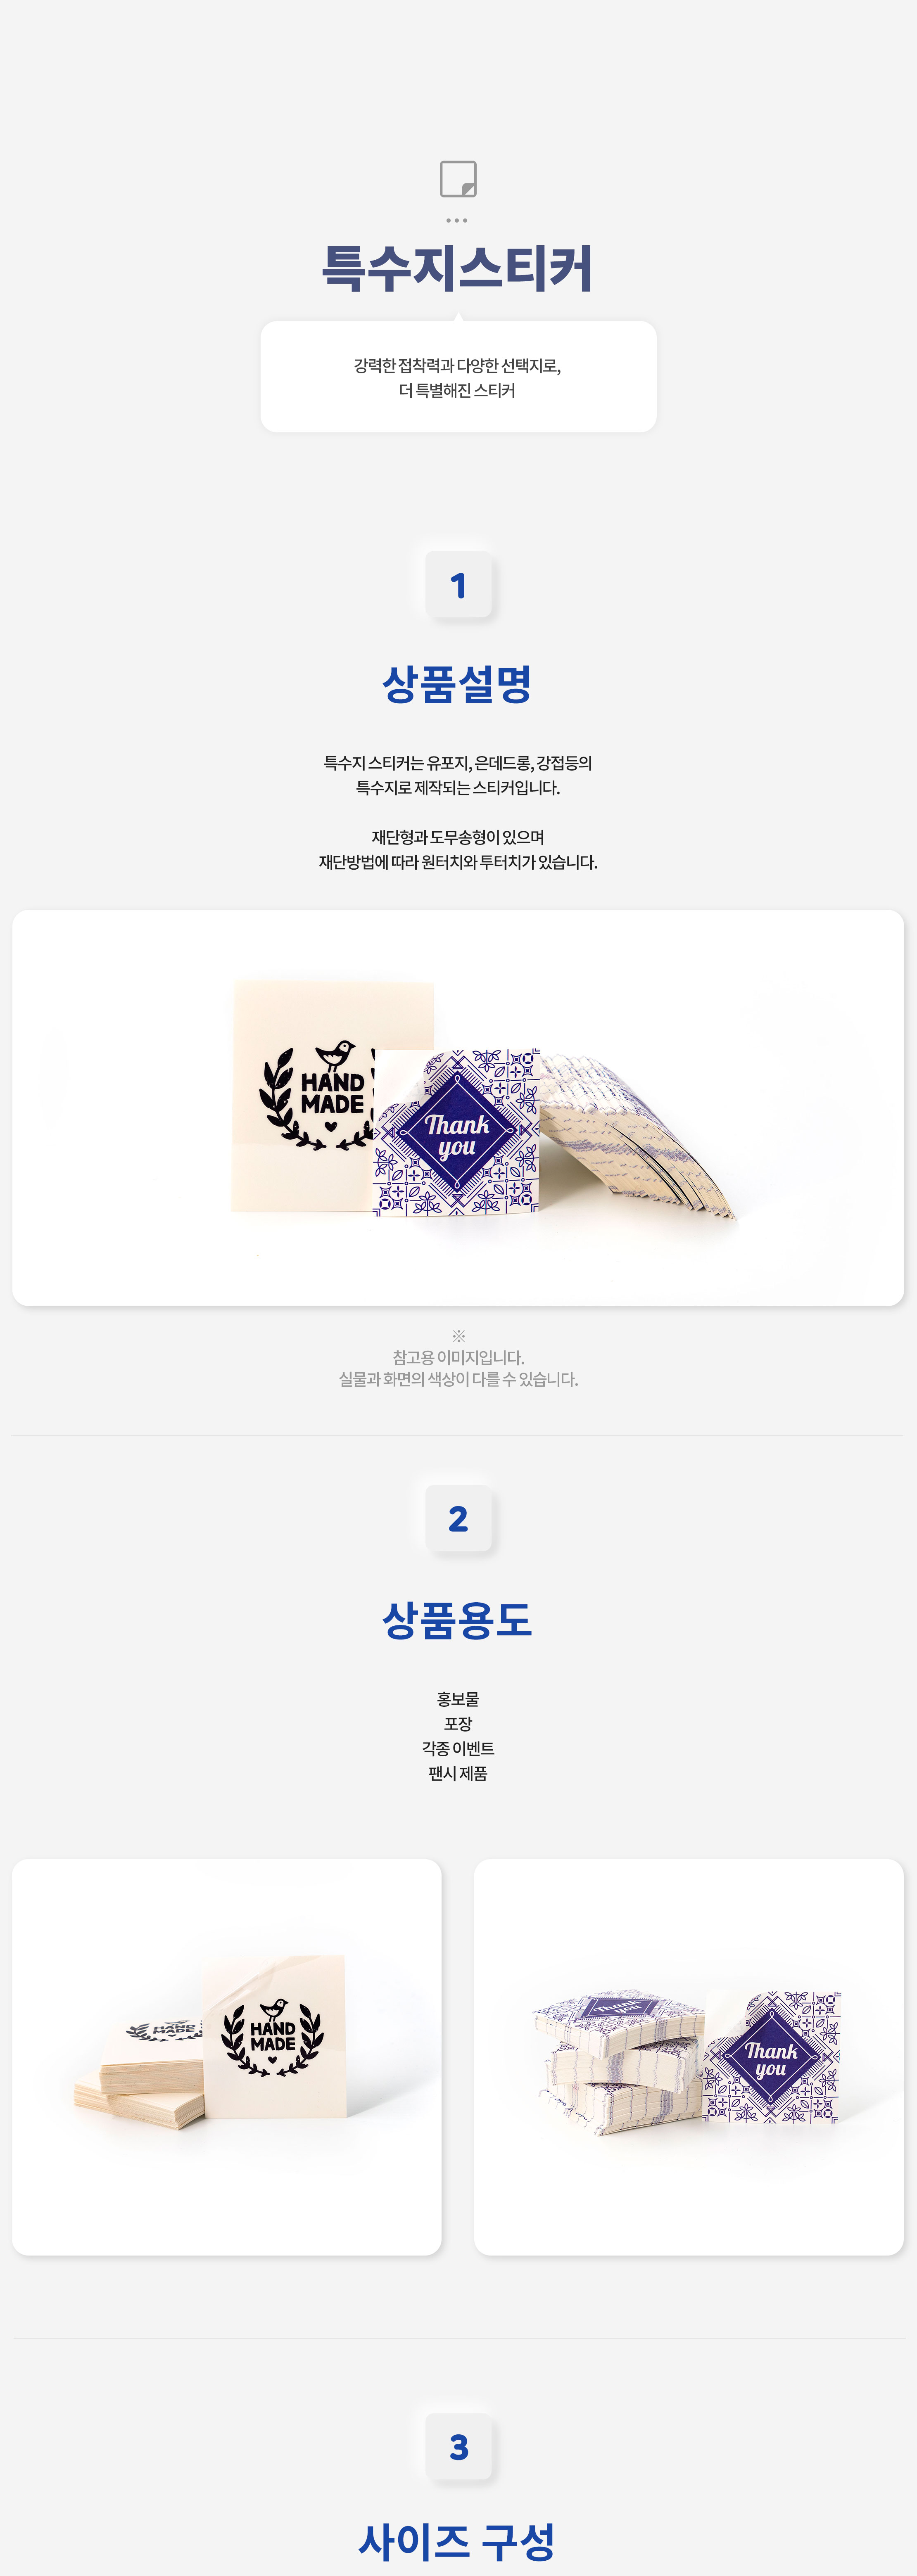 특수지스티커
강력한 접착력과 다양한 선택지로,
더 특별해진 스티커
1
상품설명
특수지 스티커는 유포지, 은데드롱, 강접등의
특수지로 제작되는 스티커입니다.
재단형과 도무송형이 있으며
재단방법에 따라 원터치와 투터치가 있습니다.
HAND
MADE
Thank
you
※
참고용 이미지입니다.
실물과 화면의 색상이 다를 수 있습니다.
2
상품용도
홍보물
포장
각종 이벤트
팬시 제품
HAND
MADE
HAND
MADE
Thank
you
Thank
you
3
사이즈 구성